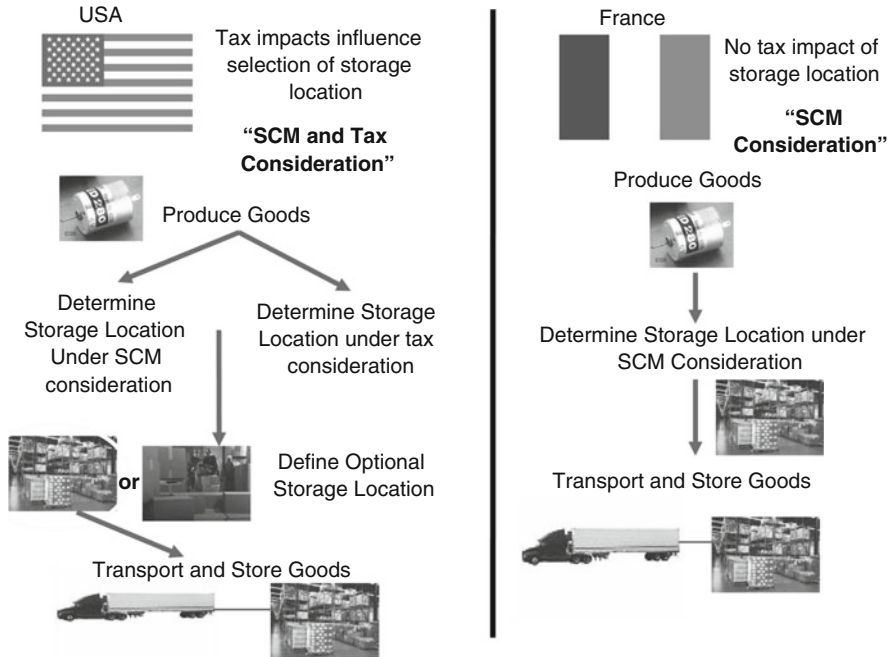 USA
Tax impacts influence
selection of storage
location
“SCM and Tax
Consideration”
Produce Goods
Determine
Storage Location
Under SCM
consideration
Determine Storage
Location under tax
consideration
or
Define Optional
Storage Location
Transport and Store Goods
France
No tax impact of
storage location
“SCM
Consideration”
Produce Goods
Determine Storage Location under
SCM Consideration
Transport and Store Goods